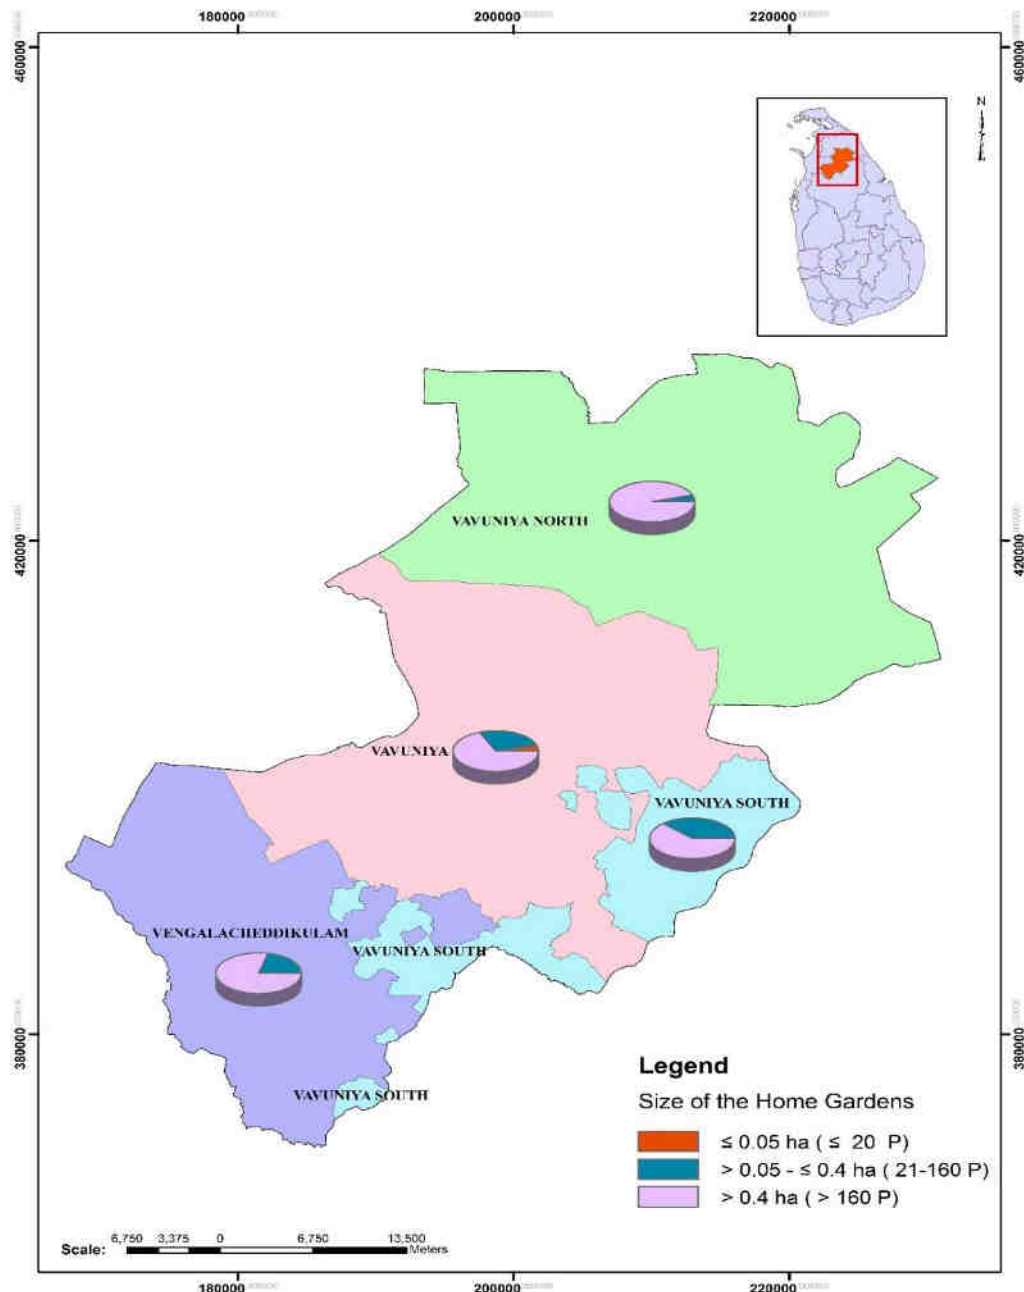 180000 200000 220000
460000 460000
N
VAVUNIYA NORTH
420000 420000
VAVUNIYA
VAVUNIYA SOUTH
VENGALACHEDDIKULAM
VAVUNIYA SOUTH
380000 380000
Legend
VAVUNIYA SOUTH
Size of the Home Gardens
≤ 0.05 ha ( ≤ 20 P)
> 0.05 - ≤ 0.4 ha ( 21-160 P)
> 0.4 ha ( > 160 P)
6,750 3,375 0 6,750 13,500
Scale: Meters
180000 200000 220000